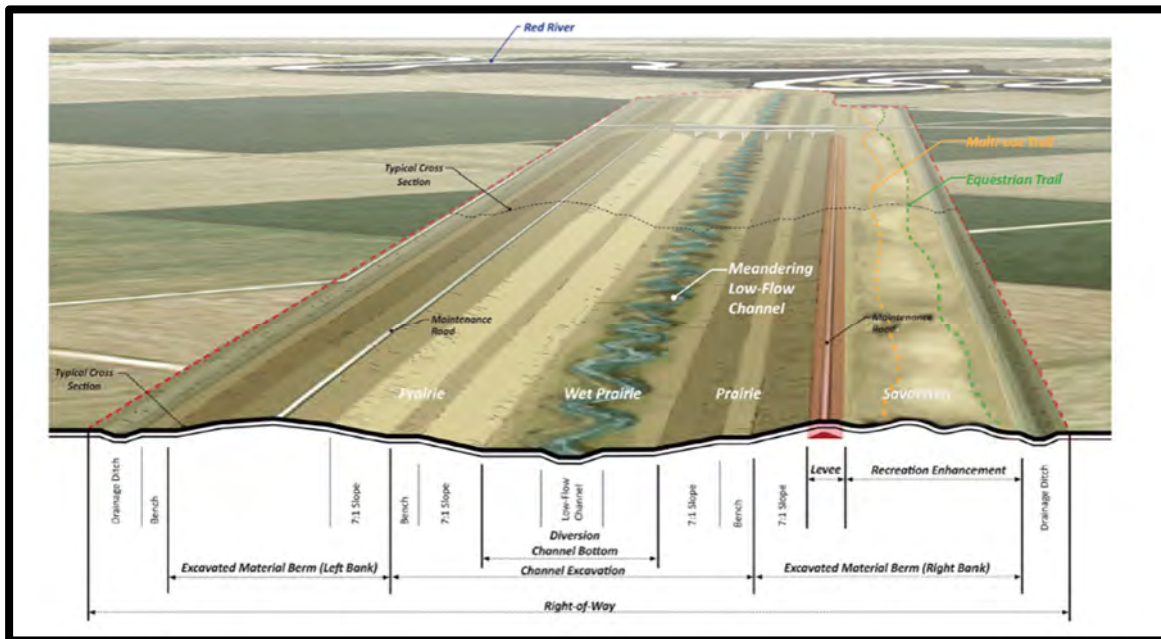 Red River
Multi-use Trail
Typical Cross
Section
Equestrian Trail
Meandering
Low-Flow
Channel
Maintenance
Road
Maintenance
Road
Typical Cross
Section
Prairie
Wet Prairie
Prairie
Savannah
Drainage Ditch
Bench
7:1 Slope
Bench
7:1 Slope
Low-Flow
Channel
7:1 Slope
Bench
7:1 Slope
Levee
Recreation Enhancement
Drainage Ditch
Diversion
Channel Bottom
Excavated Material Berm (Left Bank)
Channel Excavation
Excavated Material Berm (Right Bank)
Right-of-Way